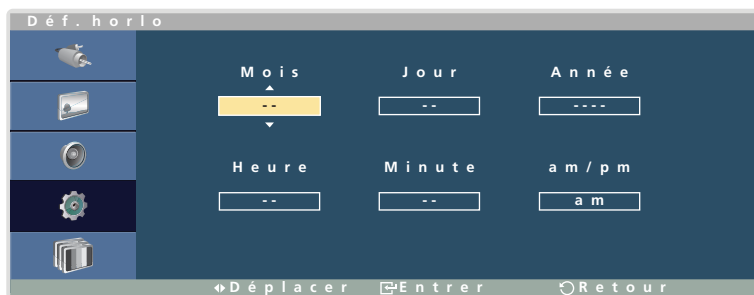 Déf.horlo
Mois Jour Année
-- -- ----
Heure Minute am/pm
-- -- am
Déplacer Entrer Retour